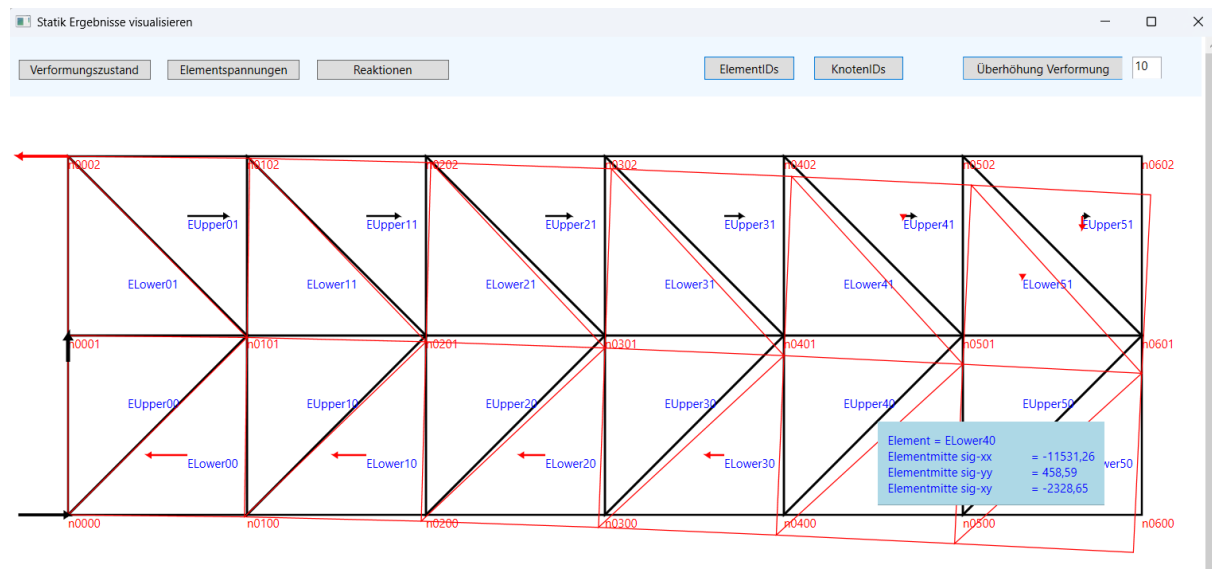 Statik Ergebnisse visualisieren
Verformungszustand Elementspannungen Reaktionen ElementIDs KnotenIDs Überhöhung Verformung 10
n0002 n0102 n0202 n0302 n0402 n0502 n0602
EUpper01 EUpper11 EUpper21 EUpper31 EUpper41 EUpper51
ELower01 ELower11 ELower21 ELower31 ELower41 ELower51
n0001 n0101 n0201 n0301 n0401 n0501 n0601
EUpper00 EUpper10 EUpper20 EUpper30 EUpper40 EUpper50
Element = ELower40
Elementmitte sig-xx = -11531,26
Elementmitte sig-yy = 458,59
Elementmitte sig-xy = -2328,65
ELower00 ELower10 ELower20 ELower30 wer50
n0000 n0100 n0200 n0300 n0400 n0500 n0600